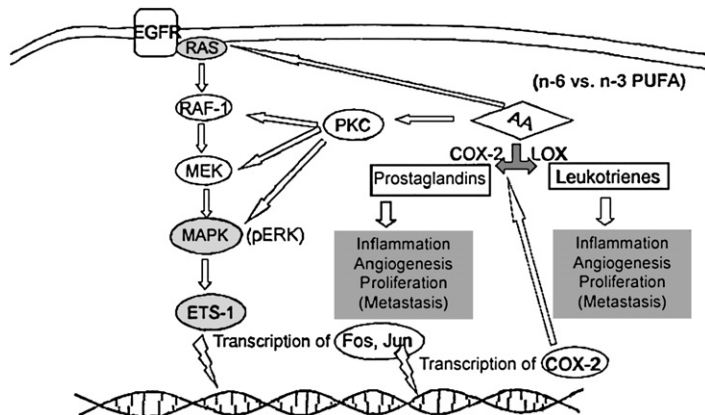 EGFR
RAS
(n-6 vs. n-3 PUFA)
RAF-1
PKC
AA
COX-2 LOX
MEK
Prostaglandins
Leukotrienes
MAPK (pERK)
Inflammation
Angiogenesis
Proliferation
(Metastasis)
Inflammation
Angiogenesis
Proliferation
(Metastasis)
ETS-1
Transcription of Fos, Jun
Transcription of COX-2